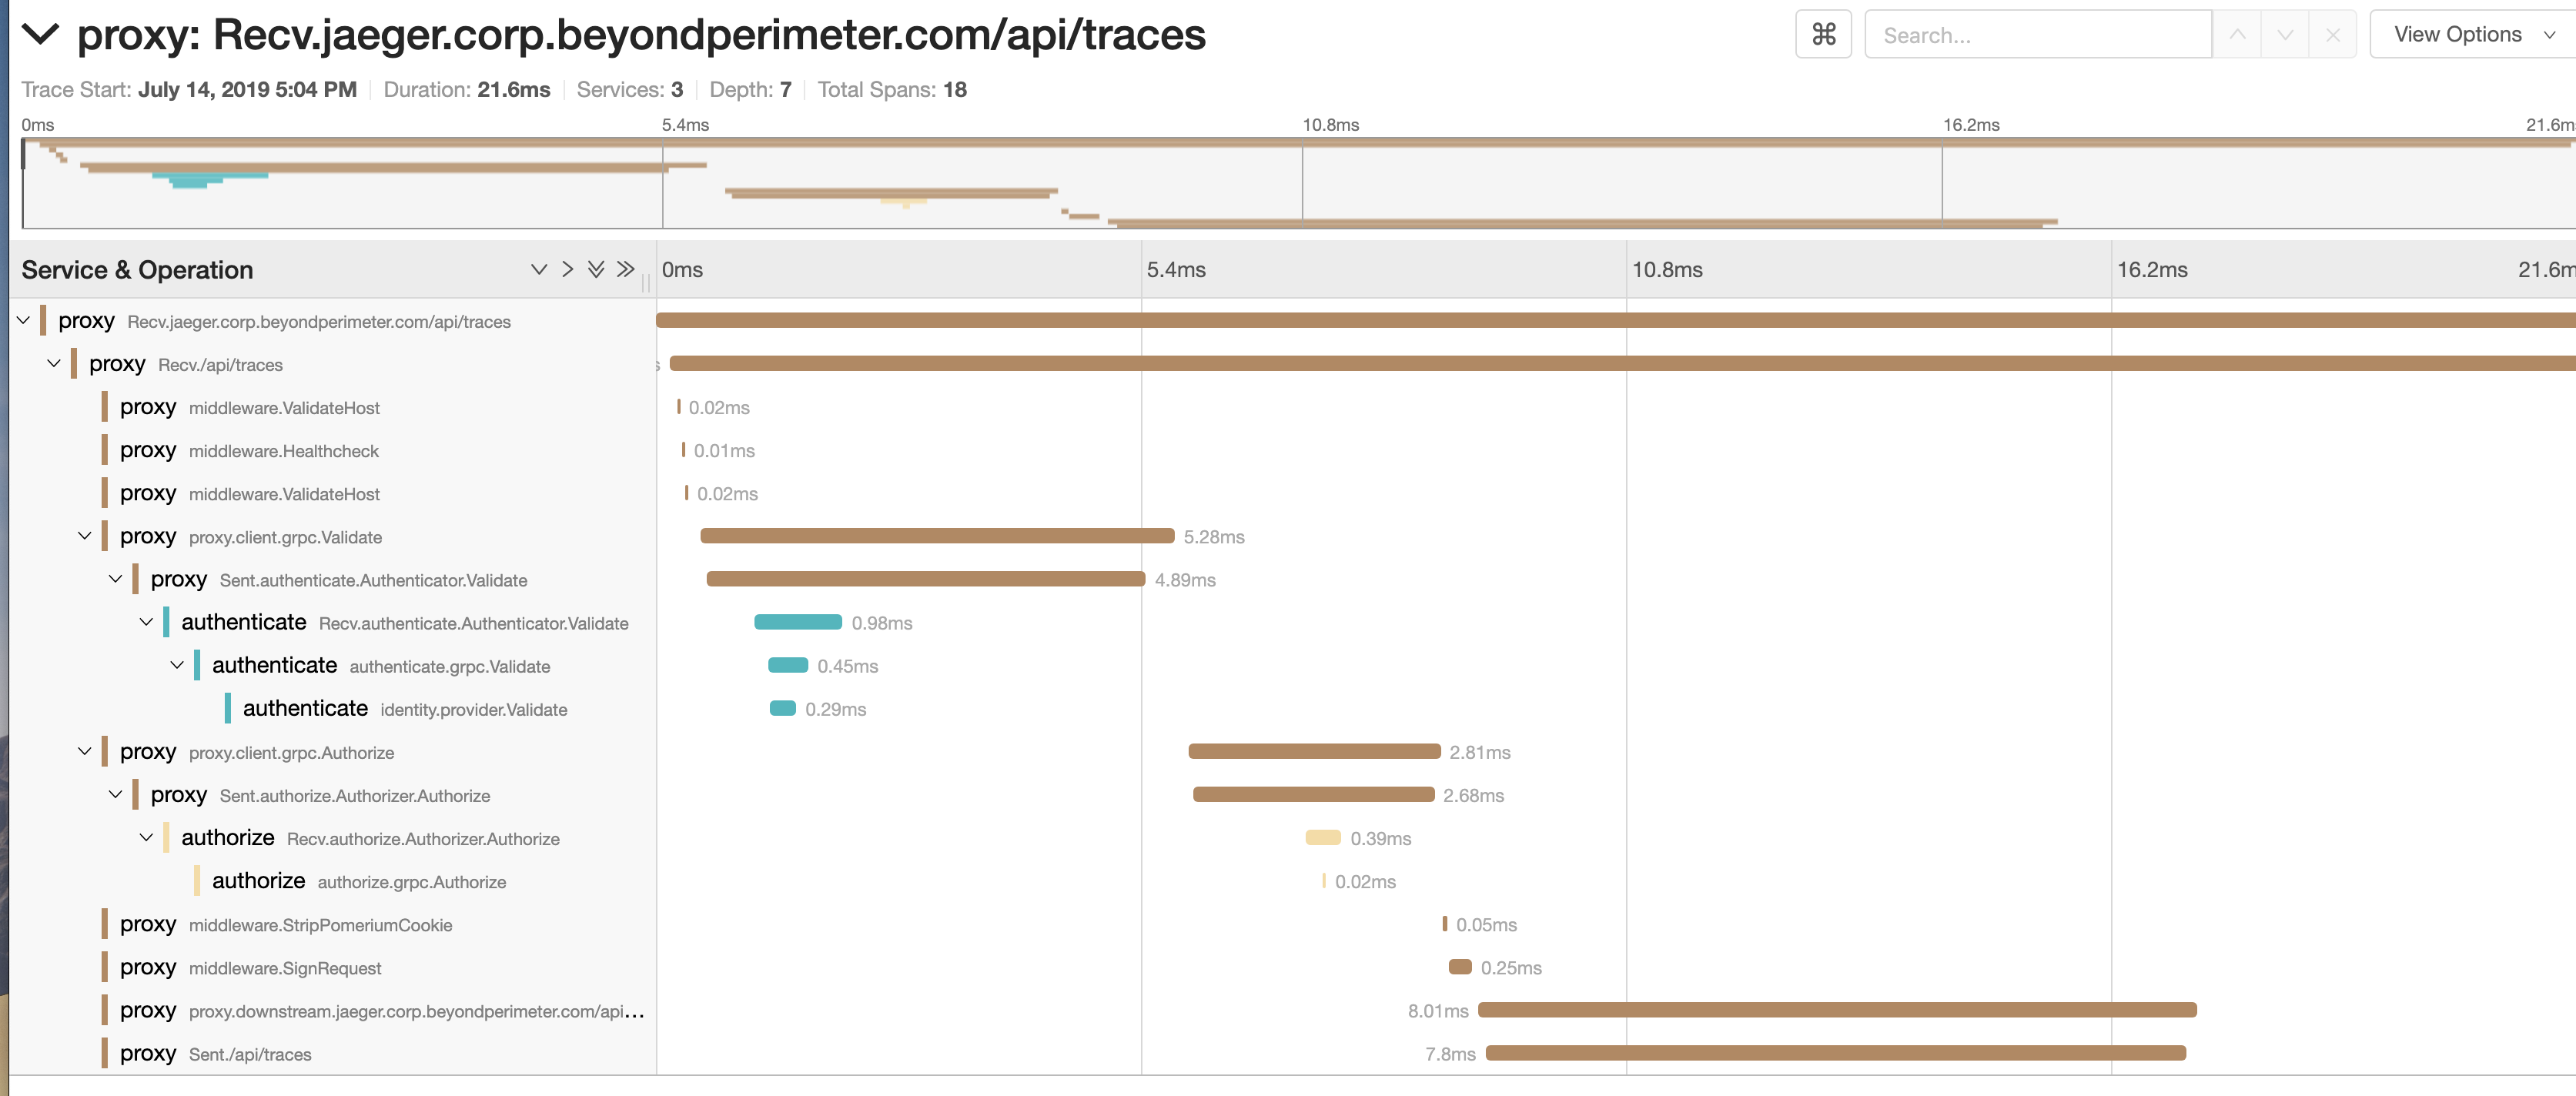 proxy: Recv.jaeger.corp.beyondperimeter.com/api/traces
⌘ Search... View Options
Trace Start: July 14, 2019 5:04 PM Duration: 21.6ms Services: 3 Depth: 7 Total Spans: 18
0ms 5.4ms 10.8ms 16.2ms 21.6m
Service & Operation 0ms 5.4ms 10.8ms 16.2ms 21.6m
proxy Recv.jaeger.corp.beyondperimeter.com/api/traces
proxy Recv./api/traces
proxy middleware.ValidateHost 0.02ms
proxy middleware.Healthcheck 0.01ms
proxy middleware.ValidateHost 0.02ms
proxy proxy.client.grpc.Validate 5.28ms
proxy Sent.authenticate.Authenticator.Validate 4.89ms
authenticate Recv.authenticate.Authenticator.Validate 0.98ms
authenticate authenticate.grpc.Validate 0.45ms
authenticate identity.provider.Validate 0.29ms
proxy proxy.client.grpc.Authorize 2.81ms
proxy Sent.authorize.Authorizer.Authorize 2.68ms
authorize Recv.authorize.Authorizer.Authorize 0.39ms
authorize authorize.grpc.Authorize 0.02ms
proxy middleware.StripPomeriumCookie 0.05ms
proxy middleware.SignRequest 0.25ms
proxy proxy.downstream.jaeger.corp.beyondperimeter.com/api... 8.01ms
proxy Sent./api/traces 7.8ms